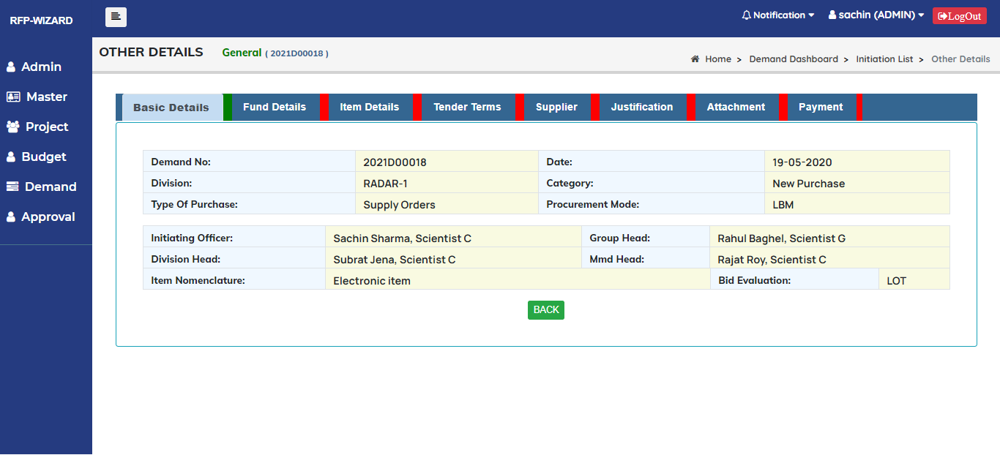 RFP-WIZARD
Notification
sachin (ADMIN)
LogOut
Admin
Master
Project
Budget
Demand
Approval
OTHER DETAILS General ( 2021D00018 )
Home > Demand Dashboard > Initiation List > Other Details
Basic Details Fund Details Item Details Tender Terms Supplier Justification Attachment Payment
Demand No: 2021D00018 Date: 19-05-2020
Division: RADAR-1 Category: New Purchase
Type Of Purchase: Supply Orders Procurement Mode: LBM
Initiating Officer: Sachin Sharma, Scientist C Group Head: Rahul Baghel, Scientist G
Division Head: Subrat Jena, Scientist C Mmd Head: Rajat Roy, Scientist C
Item Nomenclature: Electronic item Bid Evaluation: LOT
BACK